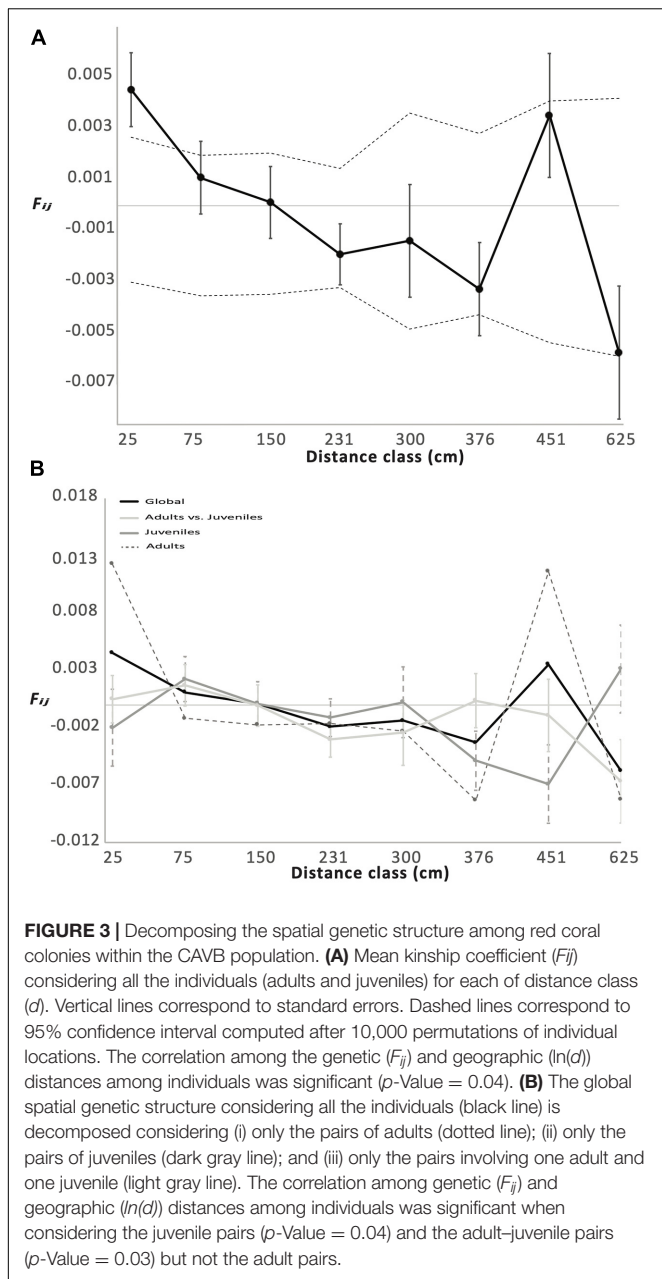 A
0.005
0.003
0.001
Fij
-0.001
-0.003
-0.005
-0.007
25 75 150 231 300 376 451 625
Distance class (cm)
B
0.018
Global
Adults vs. Juveniles
Juveniles
Adults
0.013
0.008
0.003
Fij
-0.002
-0.007
-0.012
25 75 150 231 300 376 451 625
Distance class (cm)
FIGURE 3 | Decomposing the spatial genetic structure among red coral
colonies within the CAVB population. (A) Mean kinship coefficient (Fij)
considering all the individuals (adults and juveniles) for each of distance class
(d). Vertical lines correspond to standard errors. Dashed lines correspond to
95% confidence interval computed after 10,000 permutations of individual
locations. The correlation among the genetic (Fij) and geographic (ln(d))
distances among individuals was significant (p-Value = 0.04). (B) The global
spatial genetic structure considering all the individuals (black line) is
decomposed considering (i) only the pairs of adults (dotted line); (ii) only the
pairs of juveniles (dark gray line); and (iii) only the pairs involving one adult and
one juvenile (light gray line). The correlation among genetic (Fij) and
geographic (ln(d)) distances among individuals was significant when
considering the juvenile pairs (p-Value = 0.04) and the adult–juvenile pairs
(p-Value = 0.03) but not the adult pairs.